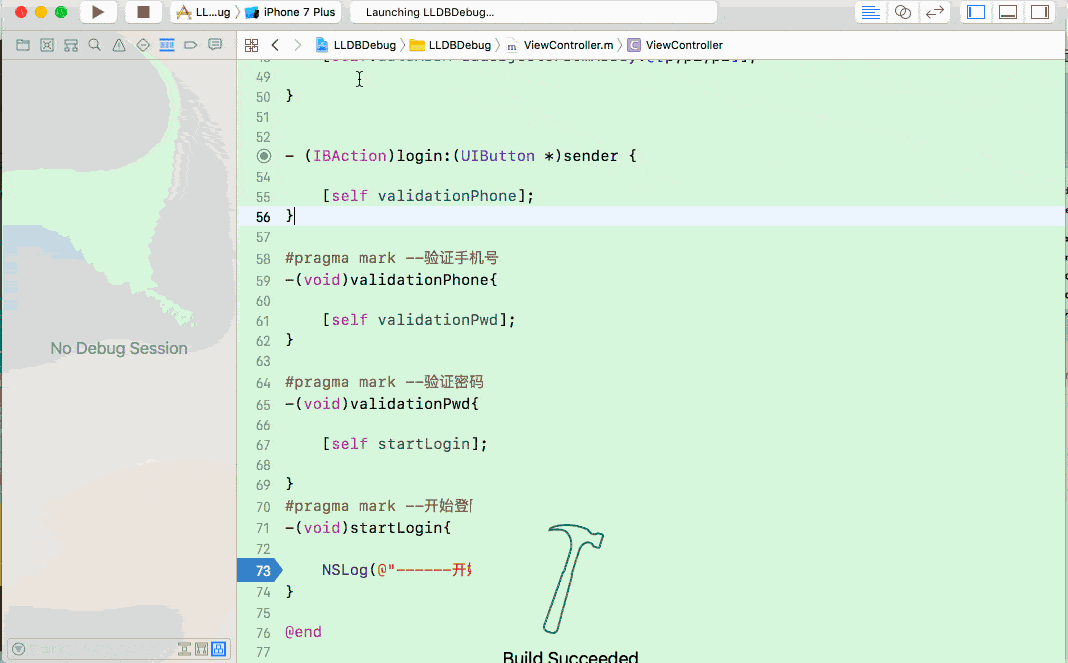 LL...ug 〉 iPhone 7 Plus
Launching LLDBDebug...
LLDBDebug 〉 LLDBDebug 〉 m ViewController.m 〉 C ViewController
No Debug Session
49
50 }
51
52
- (IBAction)login:(UIButton *)sender {
54
55 [self validationPhone];
56 }
57
58 #pragma mark --验证手机号
59 -(void)validationPhone{
60
61 [self validationPwd];
62 }
63
64 #pragma mark --验证密码
65 -(void)validationPwd{
66
67 [self startLogin];
68
69 }
70 #pragma mark --开始登
71 -(void)startLogin{
72
73 NSLog(@"------开
74 }
75
76 @end
77
Build Succeeded